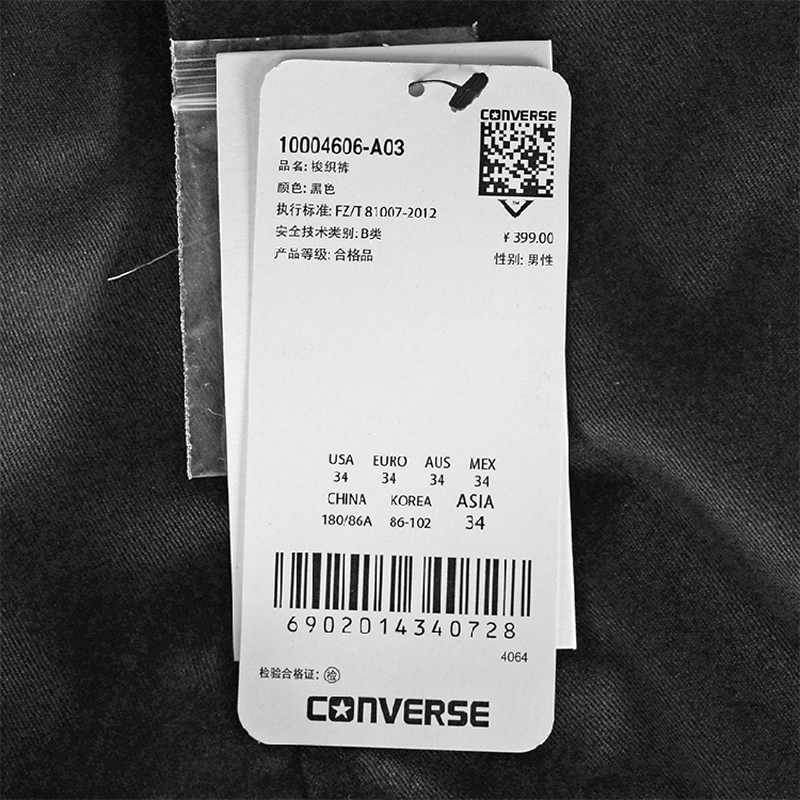 CONVERSE
10004606-A03
品名: 梭织裤
颜色: 黑色
执行标准: FZ/T 81007-2012
安全技术类别: B类
¥ 399.00
产品等级: 合格品
性别: 男性
USA EURO AUS MEX
34 34 34 34
CHINA KOREA ASIA
180/86A 86-102 34
6902014340728
4064
检验合格证: 检
CONVERSE